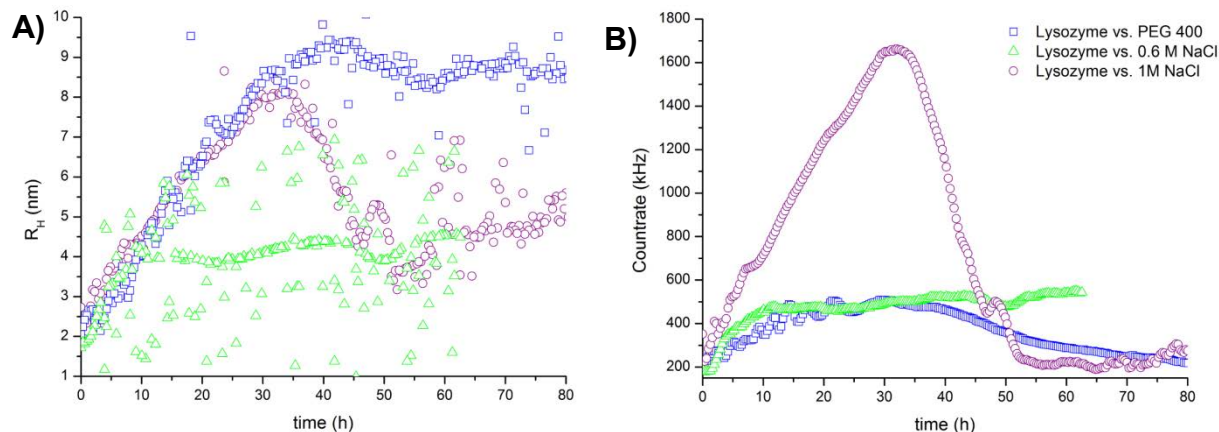 A)
10
9
8
7
6
5
4
3
2
1
R_H (nm)
0 10 20 30 40 50 60 70 80
time (h)
B)
1800
1600
1400
1200
1000
800
600
400
200
Countrate (kHz)
0 10 20 30 40 50 60 70 80
time (h)
Lysozyme vs. PEG 400
Lysozyme vs. 0.6 M NaCl
Lysozyme vs. 1M NaCl